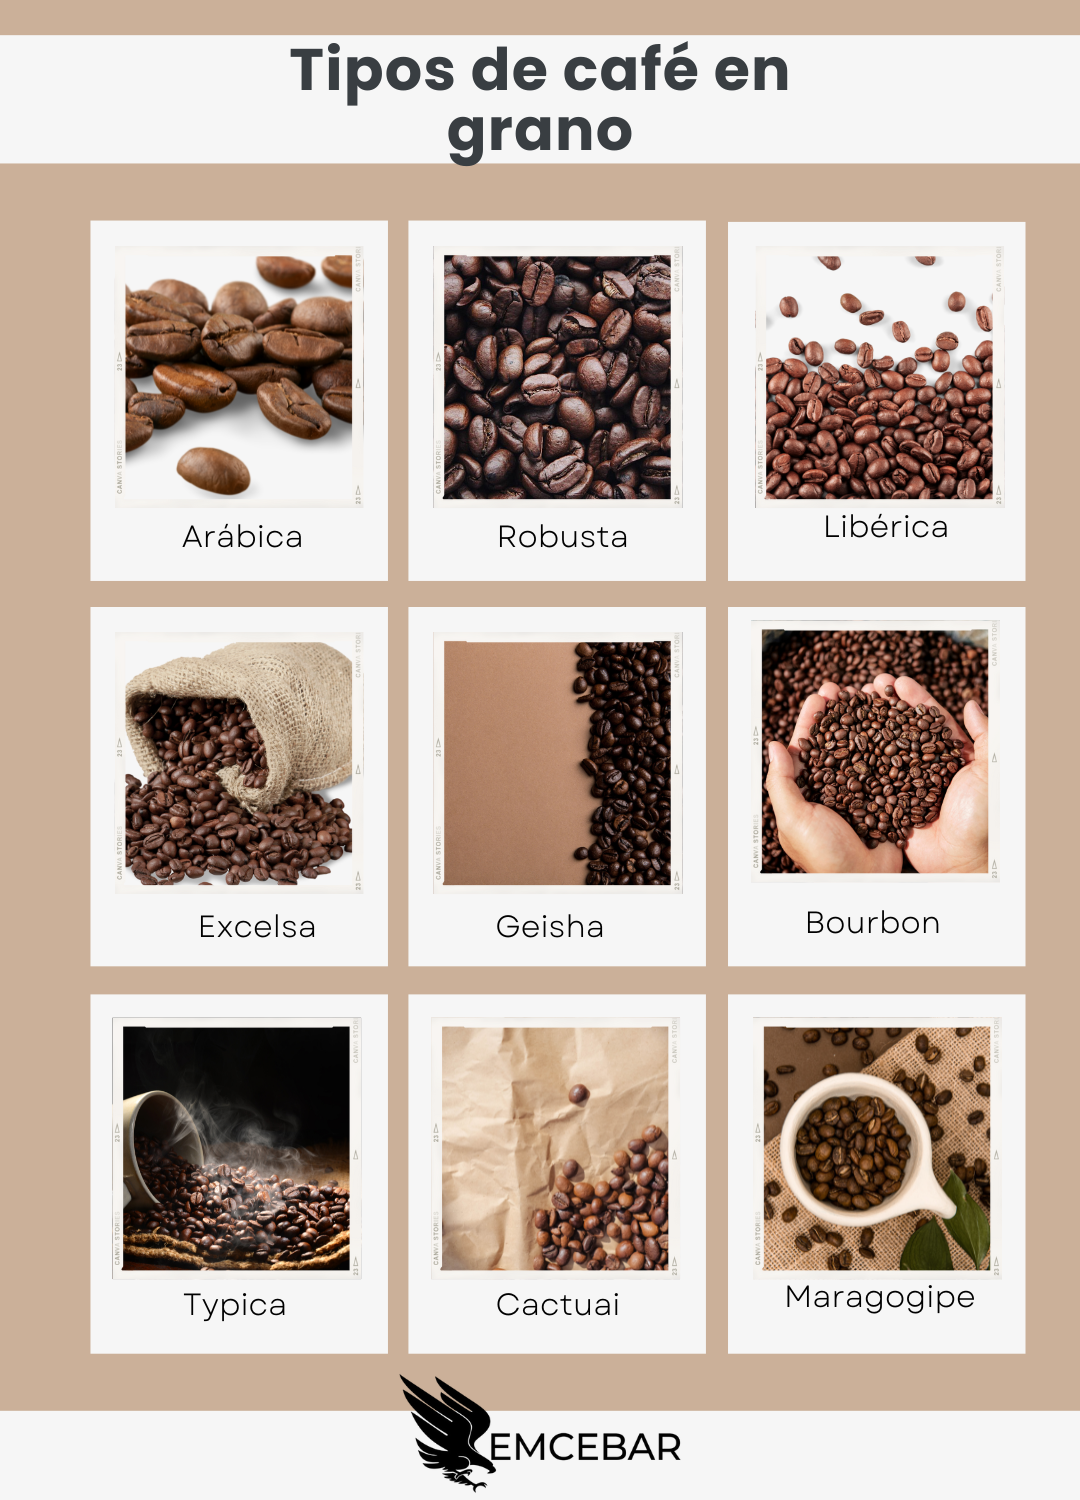 Tipos de café en
grano
Arábica
Robusta
Libérica
Excelsa
Geisha
Bourbon
Typica
Cactuai
Maragogipe
EMCEBAR